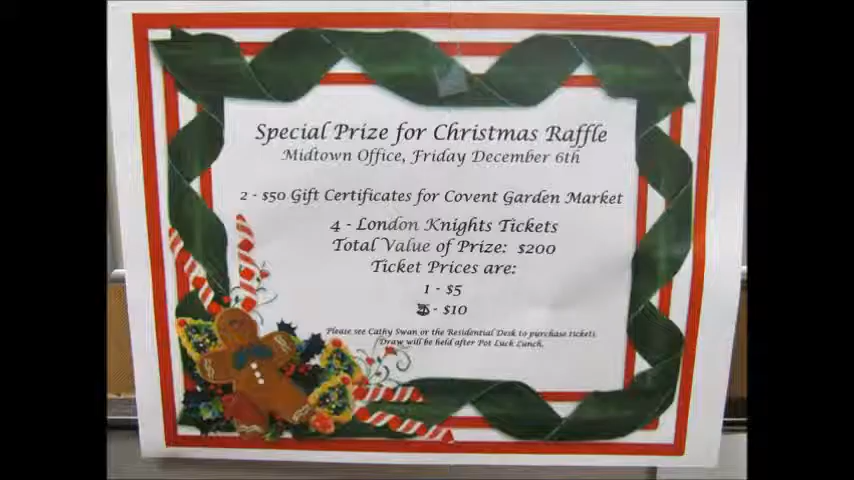 Special Prize for Christmas Raffle
Midtown Office, Friday December 6th
2 - $50 Gift Certificates for Covent Garden Market
4 - London Knights Tickets
Total Value of Prize: $200
Ticket Prices are:
1 - $5
- $10
Please see Cathy Swan or the Residential Desk to purchase tickets.
Draw will be held after Pot Luck Lunch.